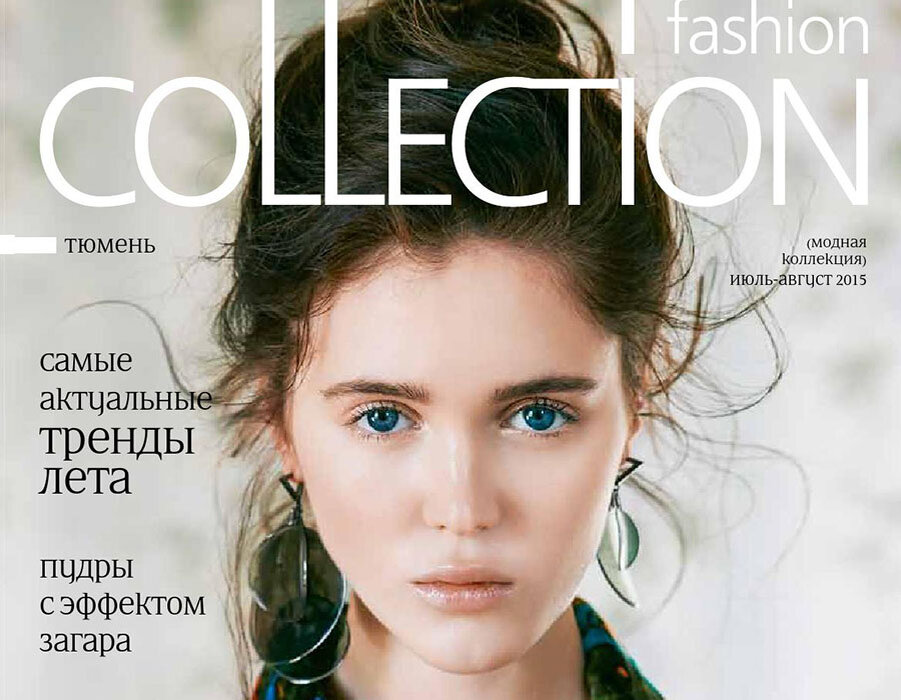 fashion
COLLECTION
тюмень
(модная
коллекция)
июль-август 2015
самые
актуальные
тренды
лета
пудры
с эффектом
загара